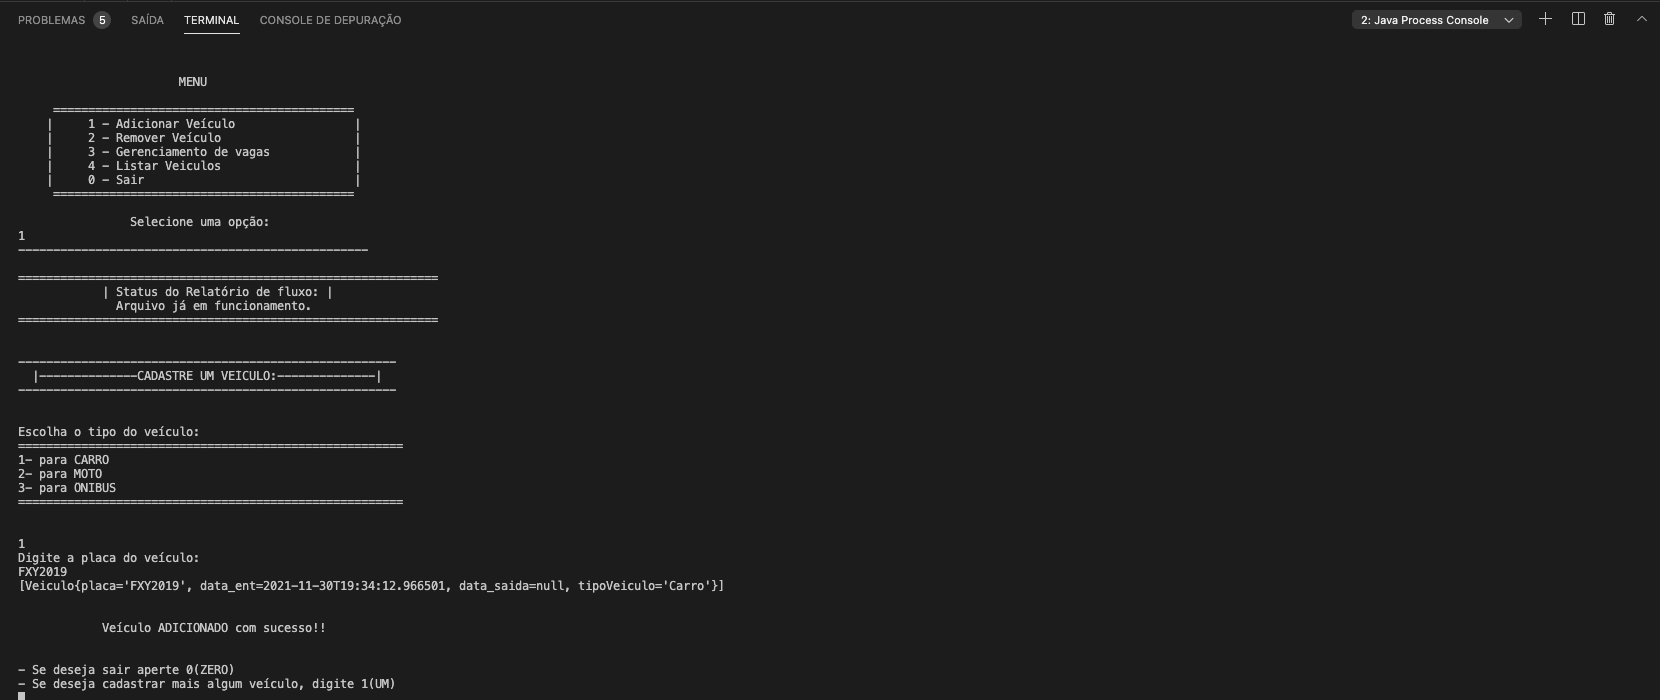 PROBLEMAS 5 SAÍDA TERMINAL CONSOLE DE DEPURAÇÃO 2: Java Process Console
MENU
===========================================
| 1 - Adicionar Veículo |
| 2 - Remover Veículo |
| 3 - Gerenciamento de vagas |
| 4 - Listar Veiculos |
| 0 - Sair |
===========================================
Selecione uma opção:
1
--------------------------------------------------
============================================================
| Status do Relatório de fluxo: |
Arquivo já em funcionamento.
============================================================
------------------------------------------------------
|--------------CADASTRE UM VEICULO:--------------|
------------------------------------------------------
Escolha o tipo do veículo:
=======================================================
1- para CARRO
2- para MOTO
3- para ONIBUS
=======================================================
1
Digite a placa do veículo:
FXY2019
[Veiculo{placa='FXY2019', data_ent=2021-11-30T19:34:12.966501, data_saida=null, tipoVeiculo='Carro'}]
Veículo ADICIONADO com sucesso!!
- Se deseja sair aperte 0(ZERO)
- Se deseja cadastrar mais algum veículo, digite 1(UM)